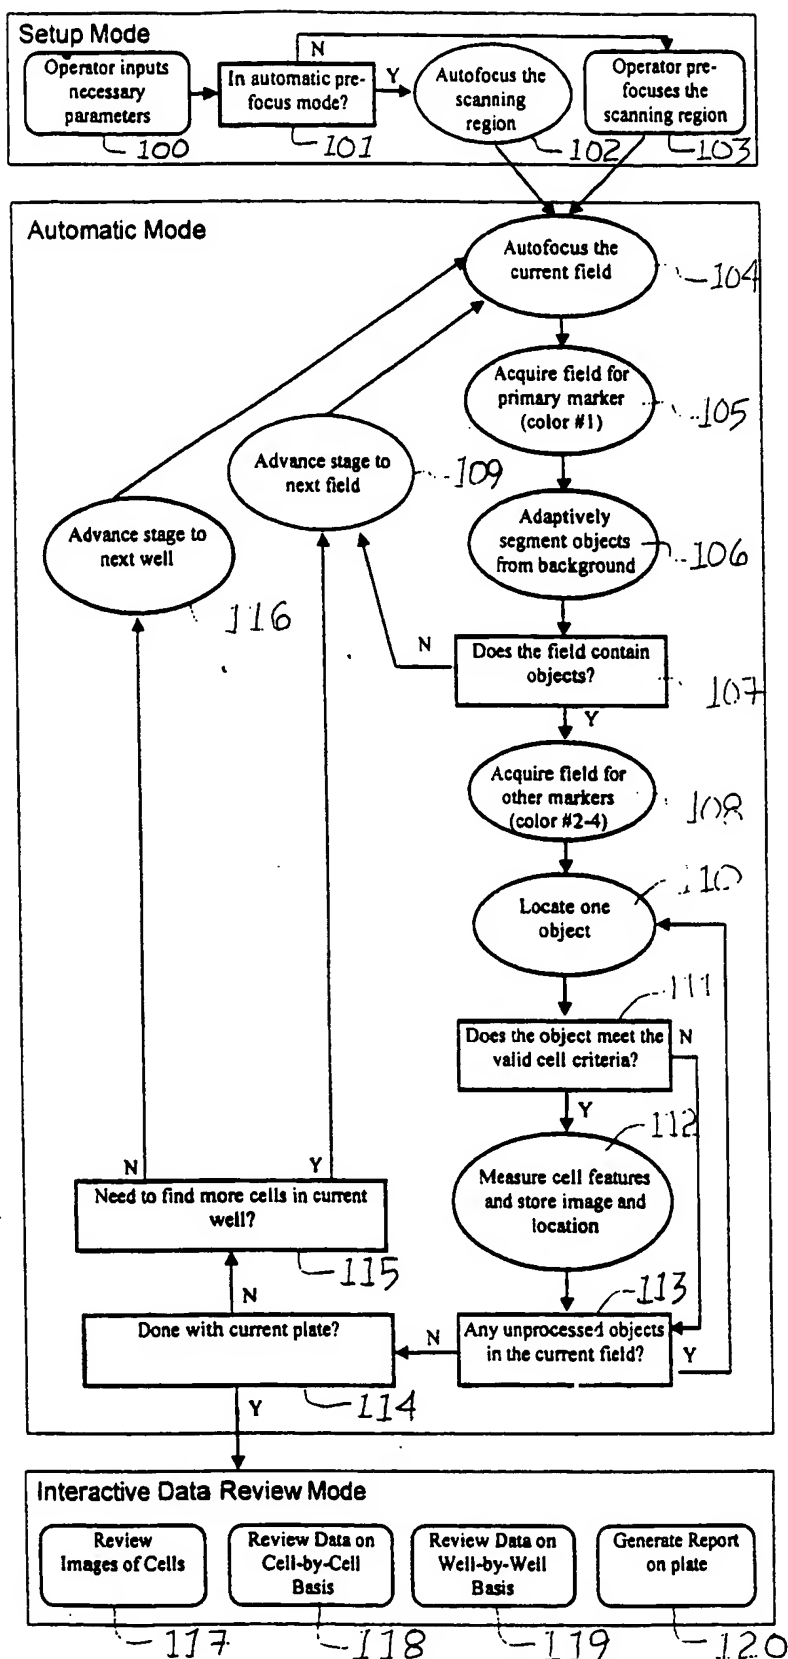 Setup Mode
Operator inputs
necessary
parameters
100
In automatic pre-
focus mode?
101
N
Y
Autofocus the
scanning
region
102
Operator pre-
focuses the
scanning region
103
Automatic Mode
Autofocus the
current field
104
Acquire field for
primary marker
(color #1)
105
Advance stage to
next field
109
Adaptively
segment objects
from background
106
Advance stage to
next well
116
N
Does the field contain
objects?
107
Y
Acquire field for
other markers
(color #2-4)
108
110
Locate one
object
111
Does the object meet the
valid cell criteria?
N
Y
112
Measure cell features
and store image and
location
N
Y
Need to find more cells in current
well?
115
N
113
Any unprocessed objects
in the current field?
Y
N
Done with current plate?
114
Y
Interactive Data Review Mode
Review
Images of Cells
117
Review Data on
Cell-by-Cell
Basis
118
Review Data on
Well-by-Well
Basis
119
Generate Report
on plate
120